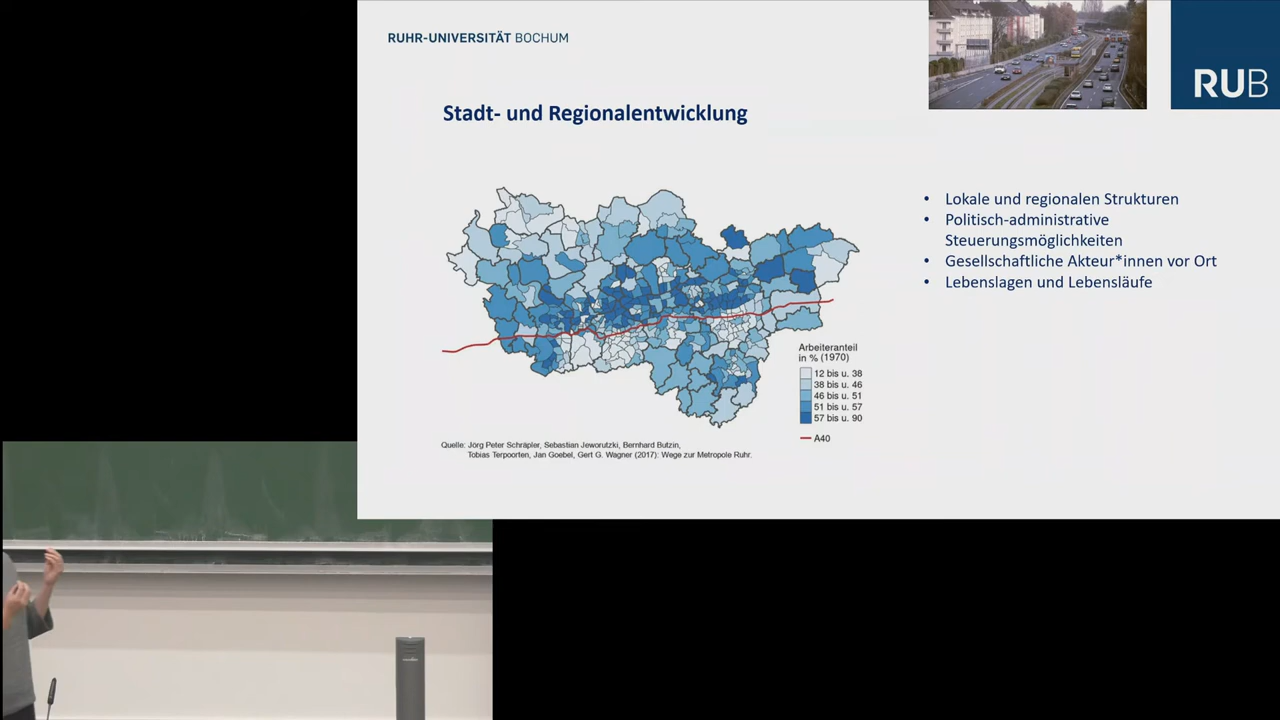 RUHR-UNIVERSITÄT BOCHUM
RUB
Stadt- und Regionalentwicklung
• Lokale und regionalen Strukturen
• Politisch-administrative
Steuerungsmöglichkeiten
• Gesellschaftliche Akteur*innen vor Ort
• Lebenslagen und Lebensläufe
Arbeiteranteil
in % (1970)
12 bis u. 38
38 bis u. 46
46 bis u. 51
51 bis u. 57
57 bis u. 90
A40
Quelle: Jörg Peter Schräpler, Sebastian Jeworutzki, Bernhard Butzin,
Tobias Terpoorten, Jan Goebel, Gert G. Wagner (2017): Wege zur Metropole Ruhr.